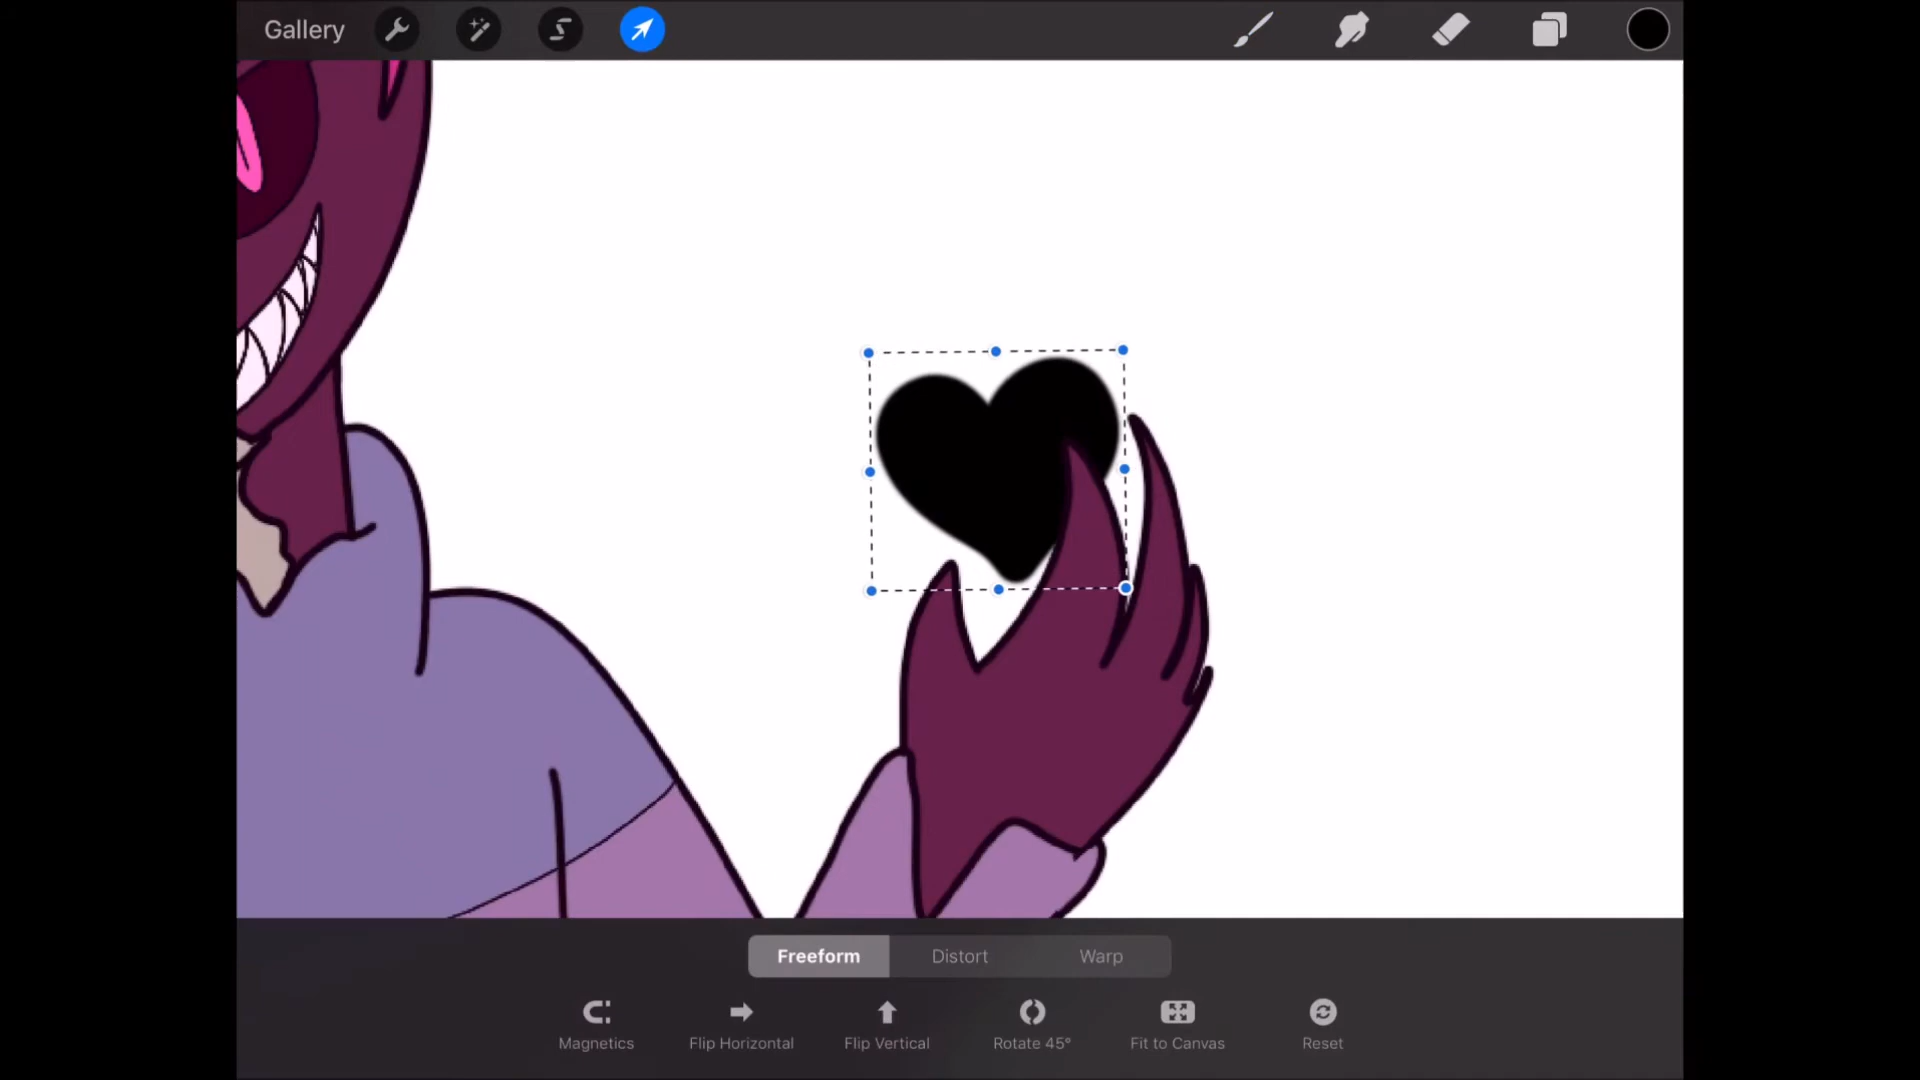 Gallery
Freeform Distort Warp
Magnetics Flip Horizontal Flip Vertical Rotate 45° Fit to Canvas Reset